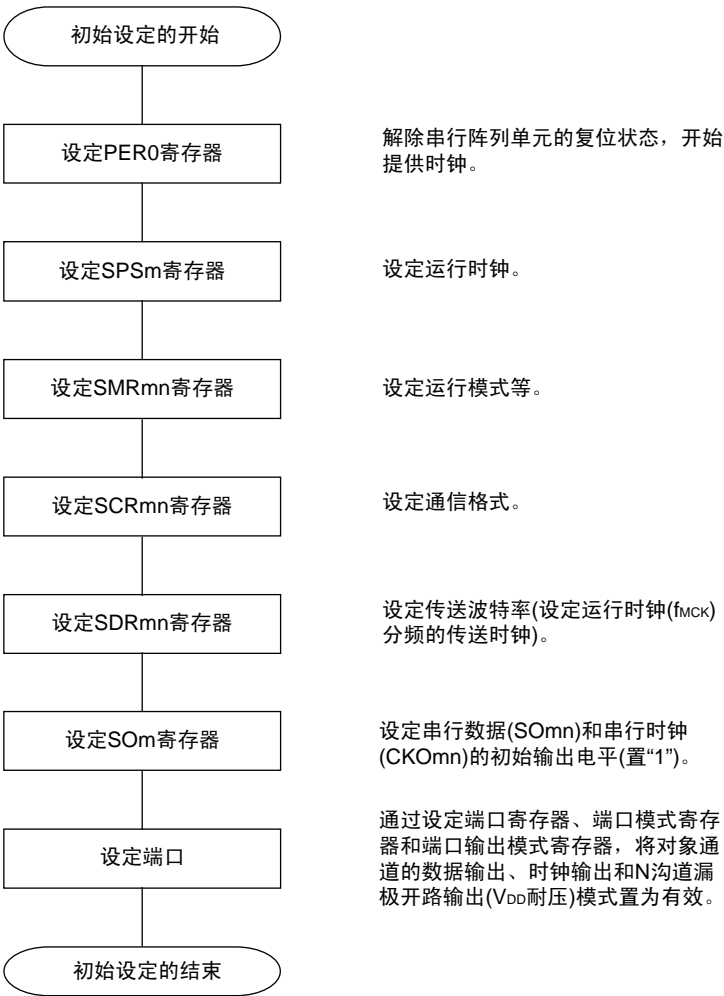 初始设定的开始
设定PER0寄存器
解除串行阵列单元的复位状态，开始
提供时钟。
设定SPSm寄存器
设定运行时钟。
设定SMRmn寄存器
设定运行模式等。
设定SCRmn寄存器
设定通信格式。
设定SDRmn寄存器
设定传送波特率(设定运行时钟(fMCK)
分频的传送时钟)。
设定SOm寄存器
设定串行数据(SOmn)和串行时钟
(CKOmn)的初始输出电平(置“1”)。
设定端口
通过设定端口寄存器、端口模式寄存
器和端口输出模式寄存器，将对象通
道的数据输出、时钟输出和N沟道漏
极开路输出(VDD耐压)模式置为有效。
初始设定的结束